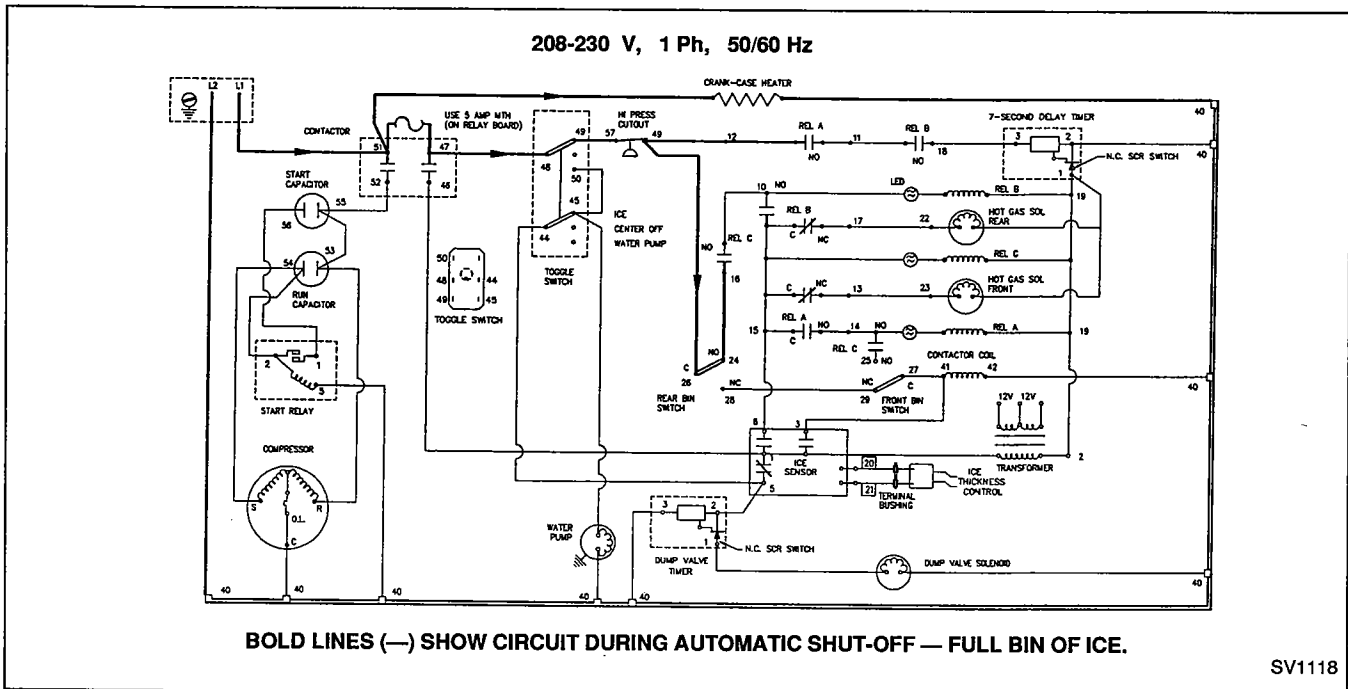 208-230 V, 1 Ph, 50/60 Hz
L2 L1
CRANK-CASE HEATER
40
USE 5 AMP MTH
(ON RELAY BOARD)
CONTACTOR
51 47
52 46
49
48
50
45
44
57
HI PRESS
CUTOUT
49
12
REL A
NO
11
REL B
NO
18
7-SECOND DELAY TIMER
3 2
40
N.C. SCR SWITCH
1
START
CAPACITOR
55
56
54 53
RUN
CAPACITOR
ICE
CENTER OFF
WATER PUMP
TOGGLE
SWITCH
50
48 44
49 45
TOGGLE SWITCH
10 NO
LED
REL B
19
REL B
C NC
17
22
HOT GAS SOL
REAR
NO
REL C
16
REL C
C NC
13
23
HOT GAS SOL
FRONT
15
REL A
C NO
14
NO
REL A
19
REL C
25 NO
C
26
NO
24
REAR BIN
SWITCH
NC
28
NC
29
27
C
FRONT BIN
SWITCH
CONTACTOR COIL
41 42
40
12V 12V
TRANSFORMER
2
2 1
5
START RELAY
COMPRESSOR
S R
O.L.
C
6 3
1
ICE
SENSOR
5
20
21
TERMINAL
BUSHING
ICE
THICKNESS
CONTROL
WATER
PUMP
3 2
1
N.C. SCR SWITCH
DUMP VALVE
TIMER
DUMP VALVE SOLENOID
40
40 40 40 40 40
BOLD LINES (—) SHOW CIRCUIT DURING AUTOMATIC SHUT-OFF — FULL BIN OF ICE.
SV1118